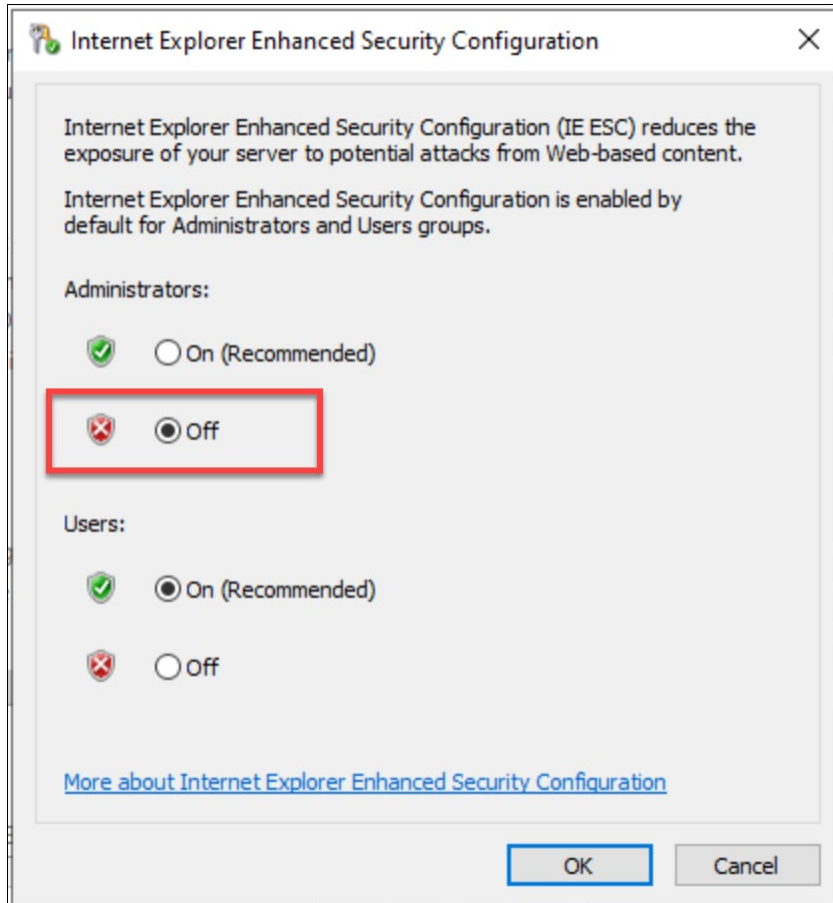 Internet Explorer Enhanced Security Configuration
Internet Explorer Enhanced Security Configuration (IE ESC) reduces the
exposure of your server to potential attacks from Web-based content.
Internet Explorer Enhanced Security Configuration is enabled by
default for Administrators and Users groups.
Administrators:
On (Recommended)
Off
Users:
On (Recommended)
Off
More about Internet Explorer Enhanced Security Configuration
OK Cancel